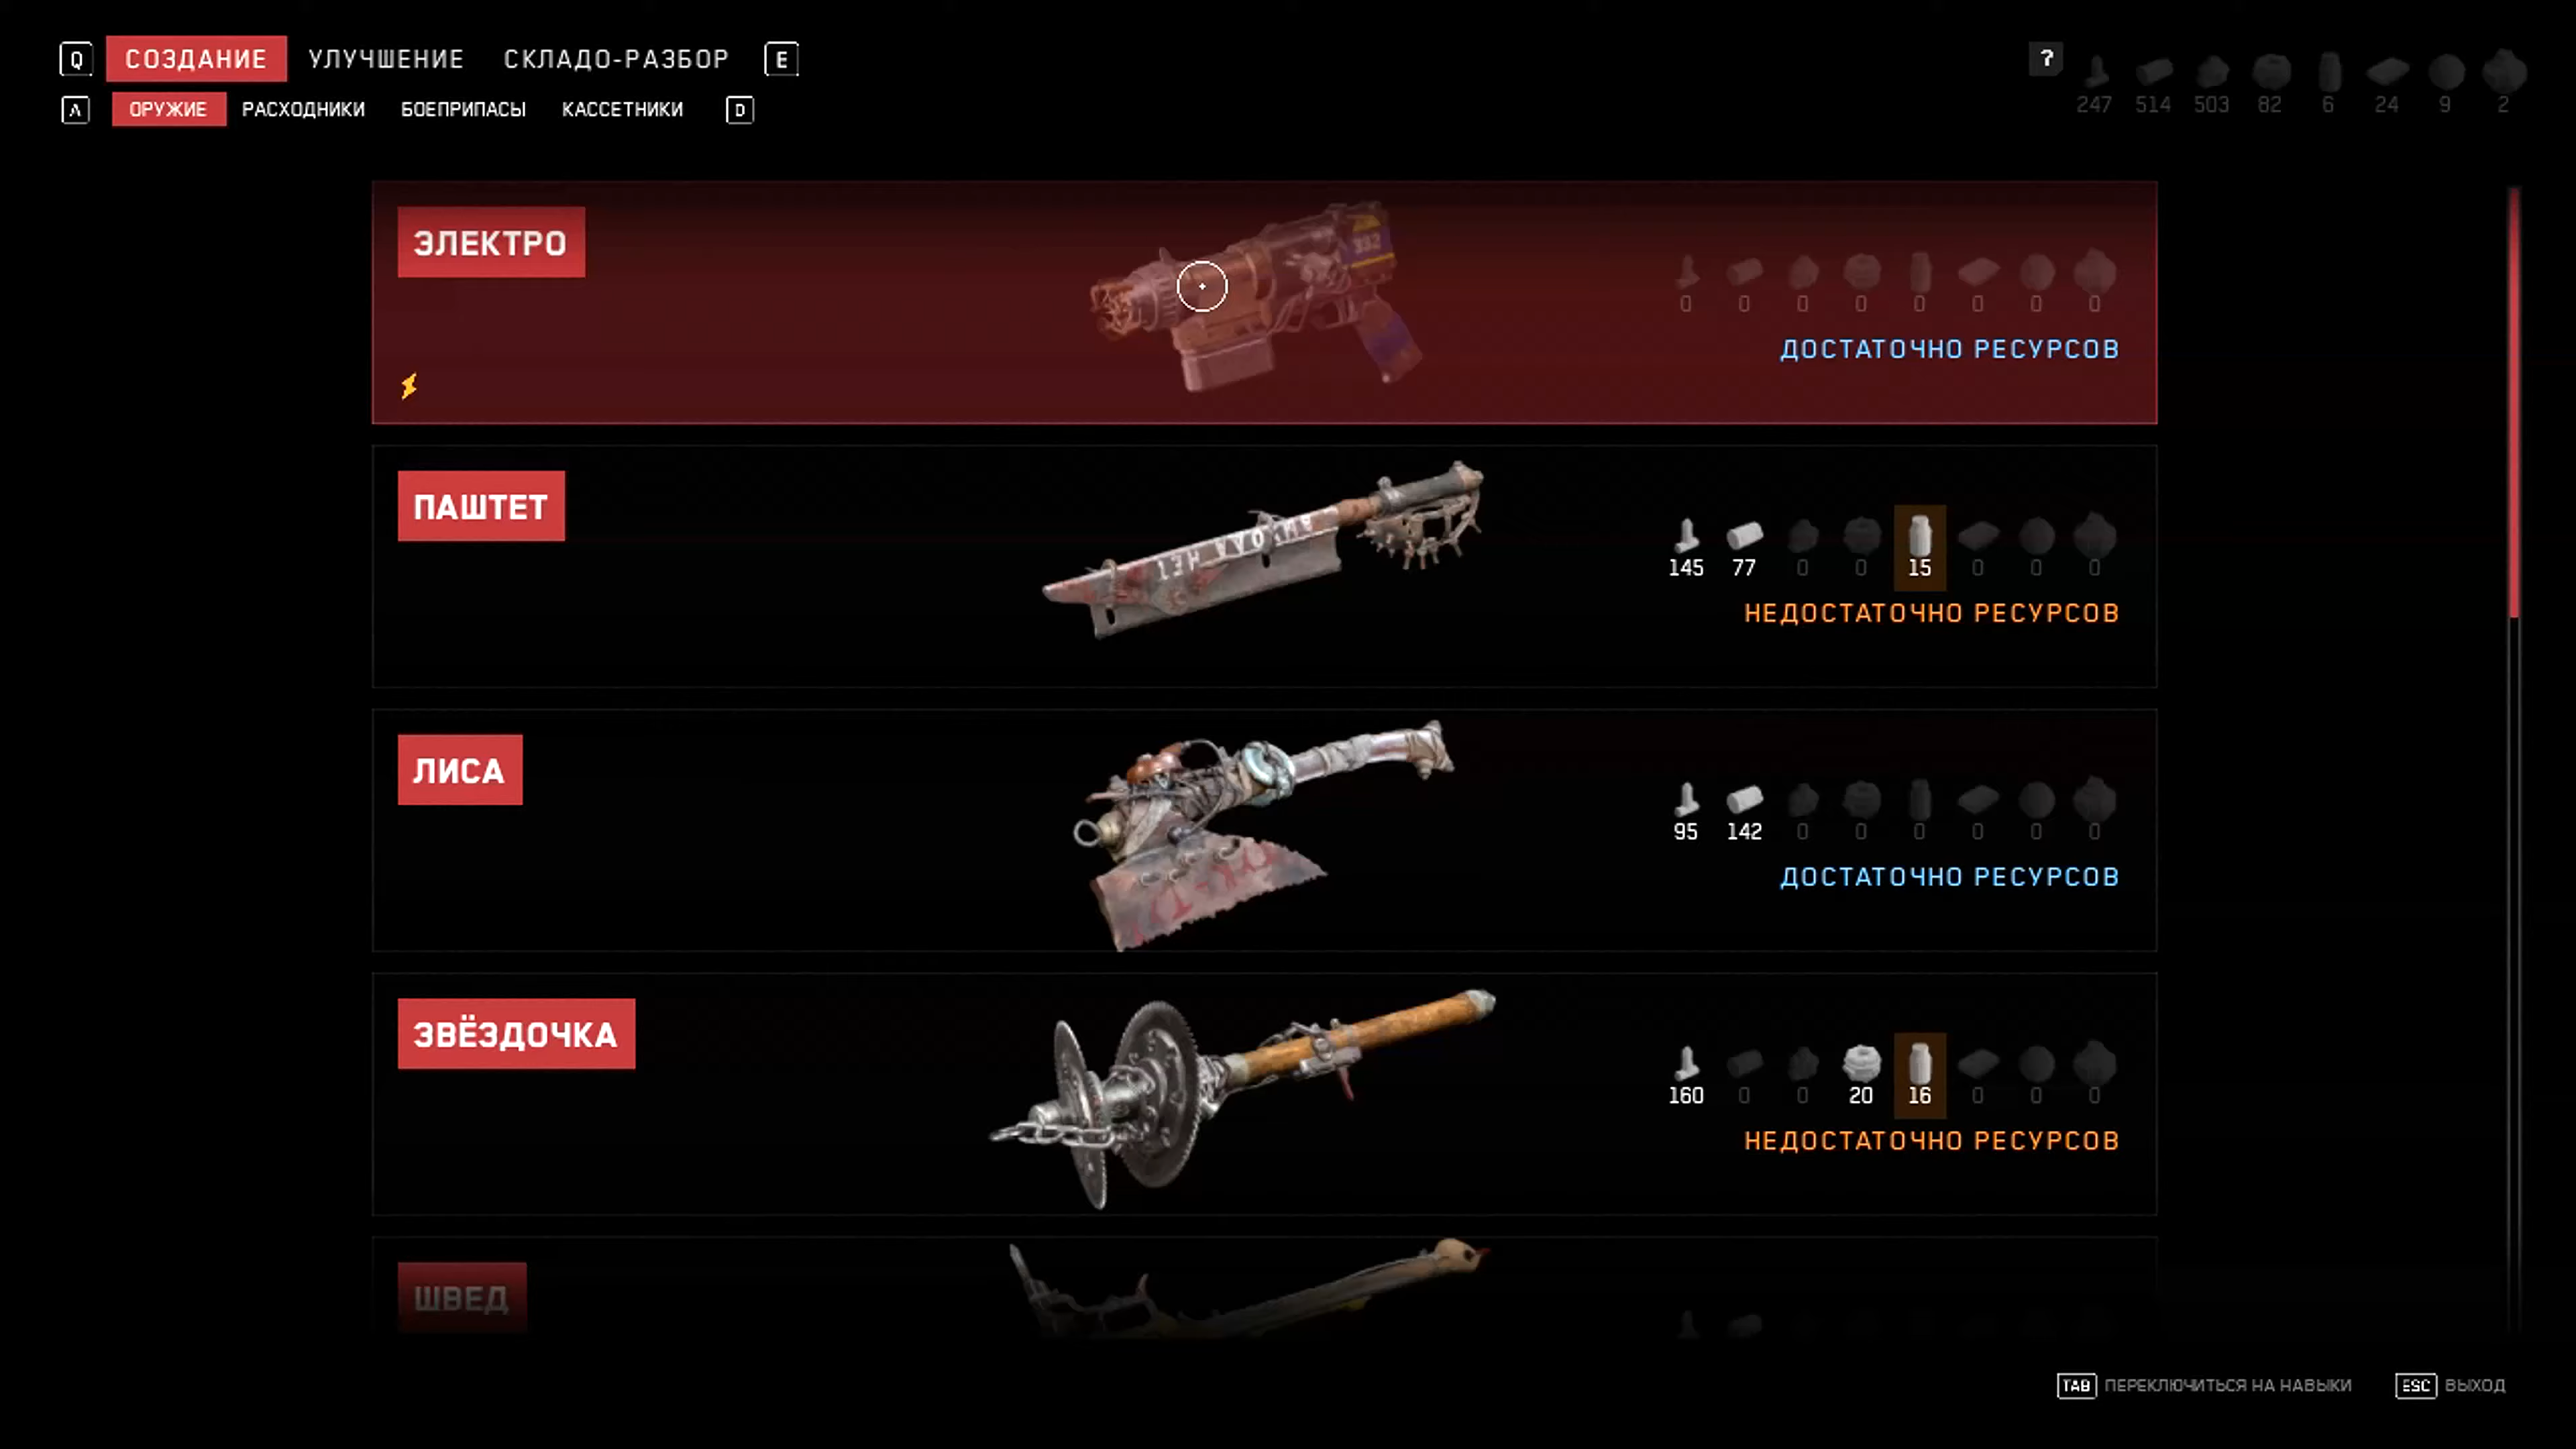 Q СОЗДАНИЕ УЛУЧШЕНИЕ СКЛАДО-РАЗБОР E
A ОРУЖИЕ РАСХОДНИКИ БОЕПРИПАСЫ КАССЕТНИКИ D
?
247 514 503 82 6 24 9 2
ЭЛЕКТРО
332
0 0 0 0 0 0 0 0
ДОСТАТОЧНО РЕСУРСОВ
ПАШТЕТ
145 77 0 0 15 0 0 0
НЕДОСТАТОЧНО РЕСУРСОВ
ЛИСА
95 142 0 0 0 0 0 0
ДОСТАТОЧНО РЕСУРСОВ
ЗВЁЗДОЧКА
160 0 0 20 16 0 0 0
НЕДОСТАТОЧНО РЕСУРСОВ
ШВЕД
TAB ПЕРЕКЛЮЧИТЬСЯ НА НАВЫКИ ESC ВЫХОД